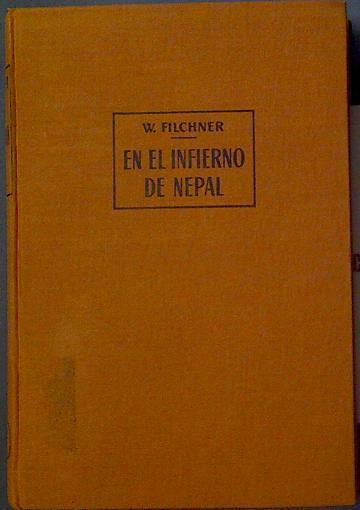 W. FILCHNER
EN EL INFIERNO
DE NEPAL